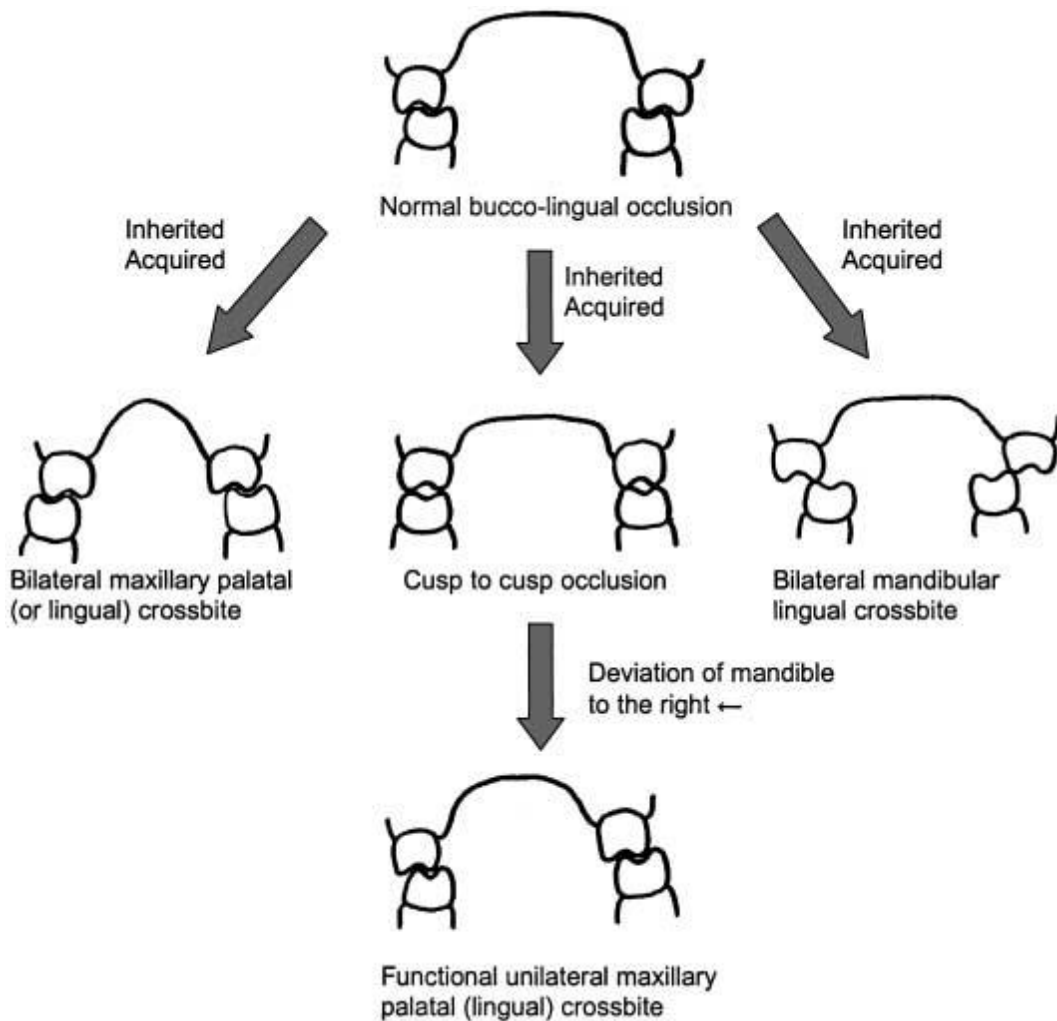 Normal bucco-lingual occlusion
Inherited
Acquired
Inherited
Acquired
Inherited
Acquired
Bilateral maxillary palatal
(or lingual) crossbite
Cusp to cusp occlusion
Bilateral mandibular
lingual crossbite
Deviation of mandible
to the right ←
Functional unilateral maxillary
palatal (lingual) crossbite